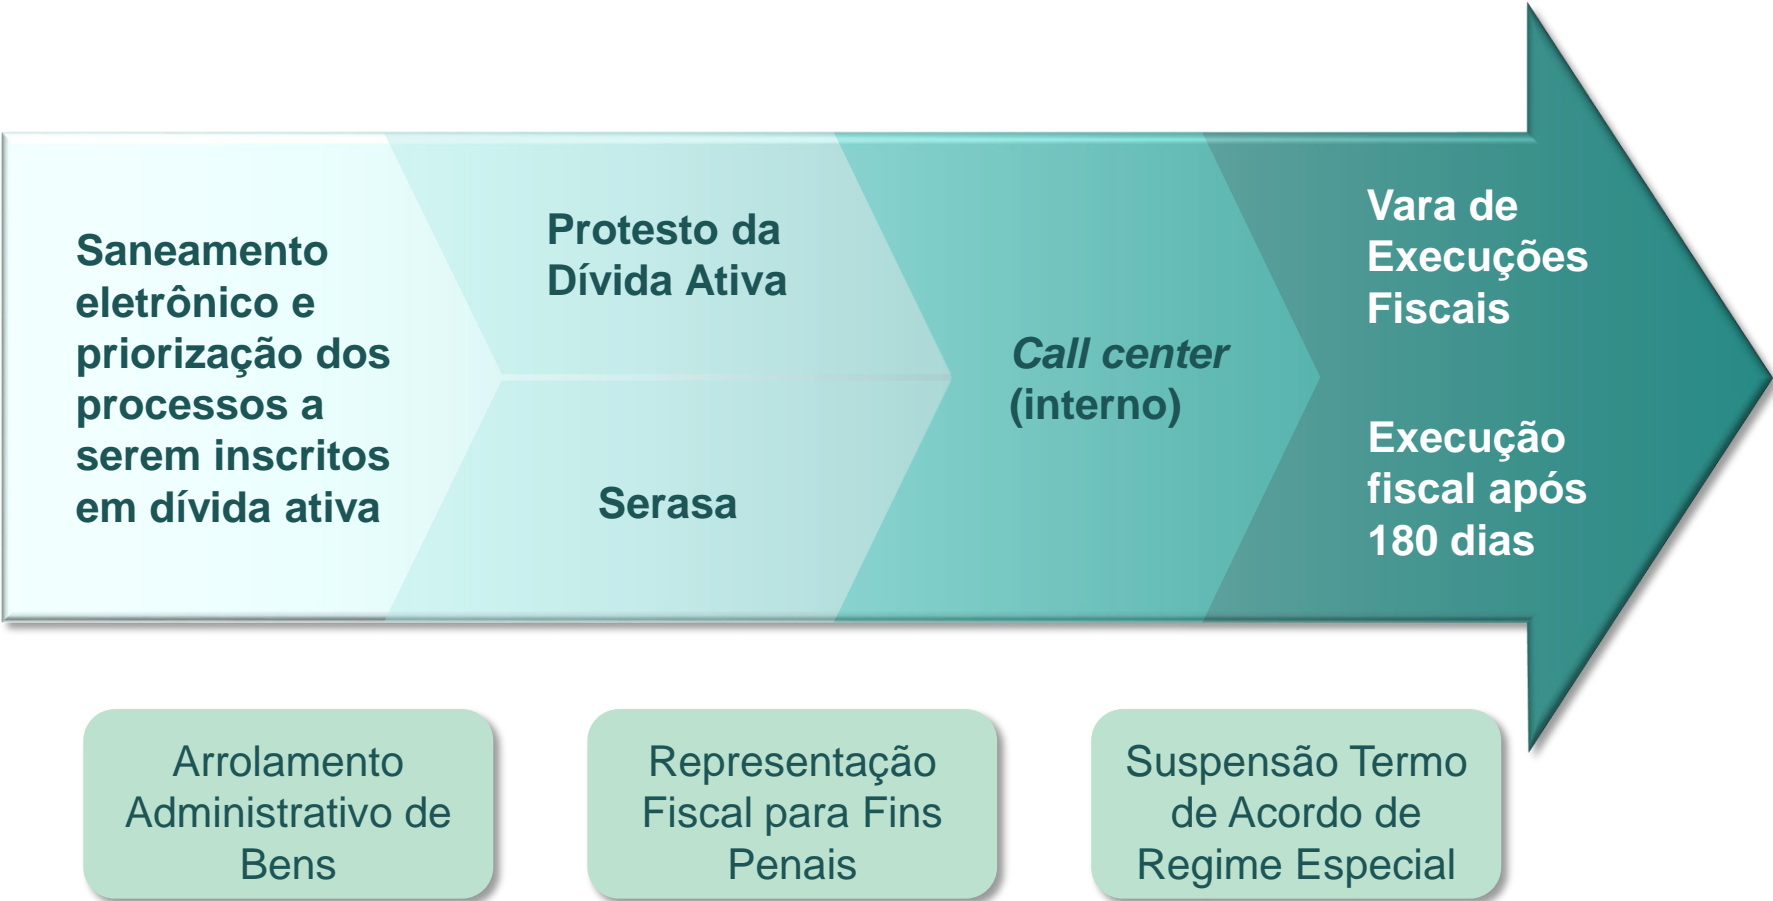 Saneamento
eletrônico e
priorização dos
processos a
serem inscritos
em dívida ativa
Protesto da
Dívida Ativa
Serasa
Call center
(interno)
Vara de
Execuções
Fiscais
Execução
fiscal após
180 dias
Arrolamento
Administrativo de
Bens
Representação
Fiscal para Fins
Penais
Suspensão Termo
de Acordo de
Regime Especial